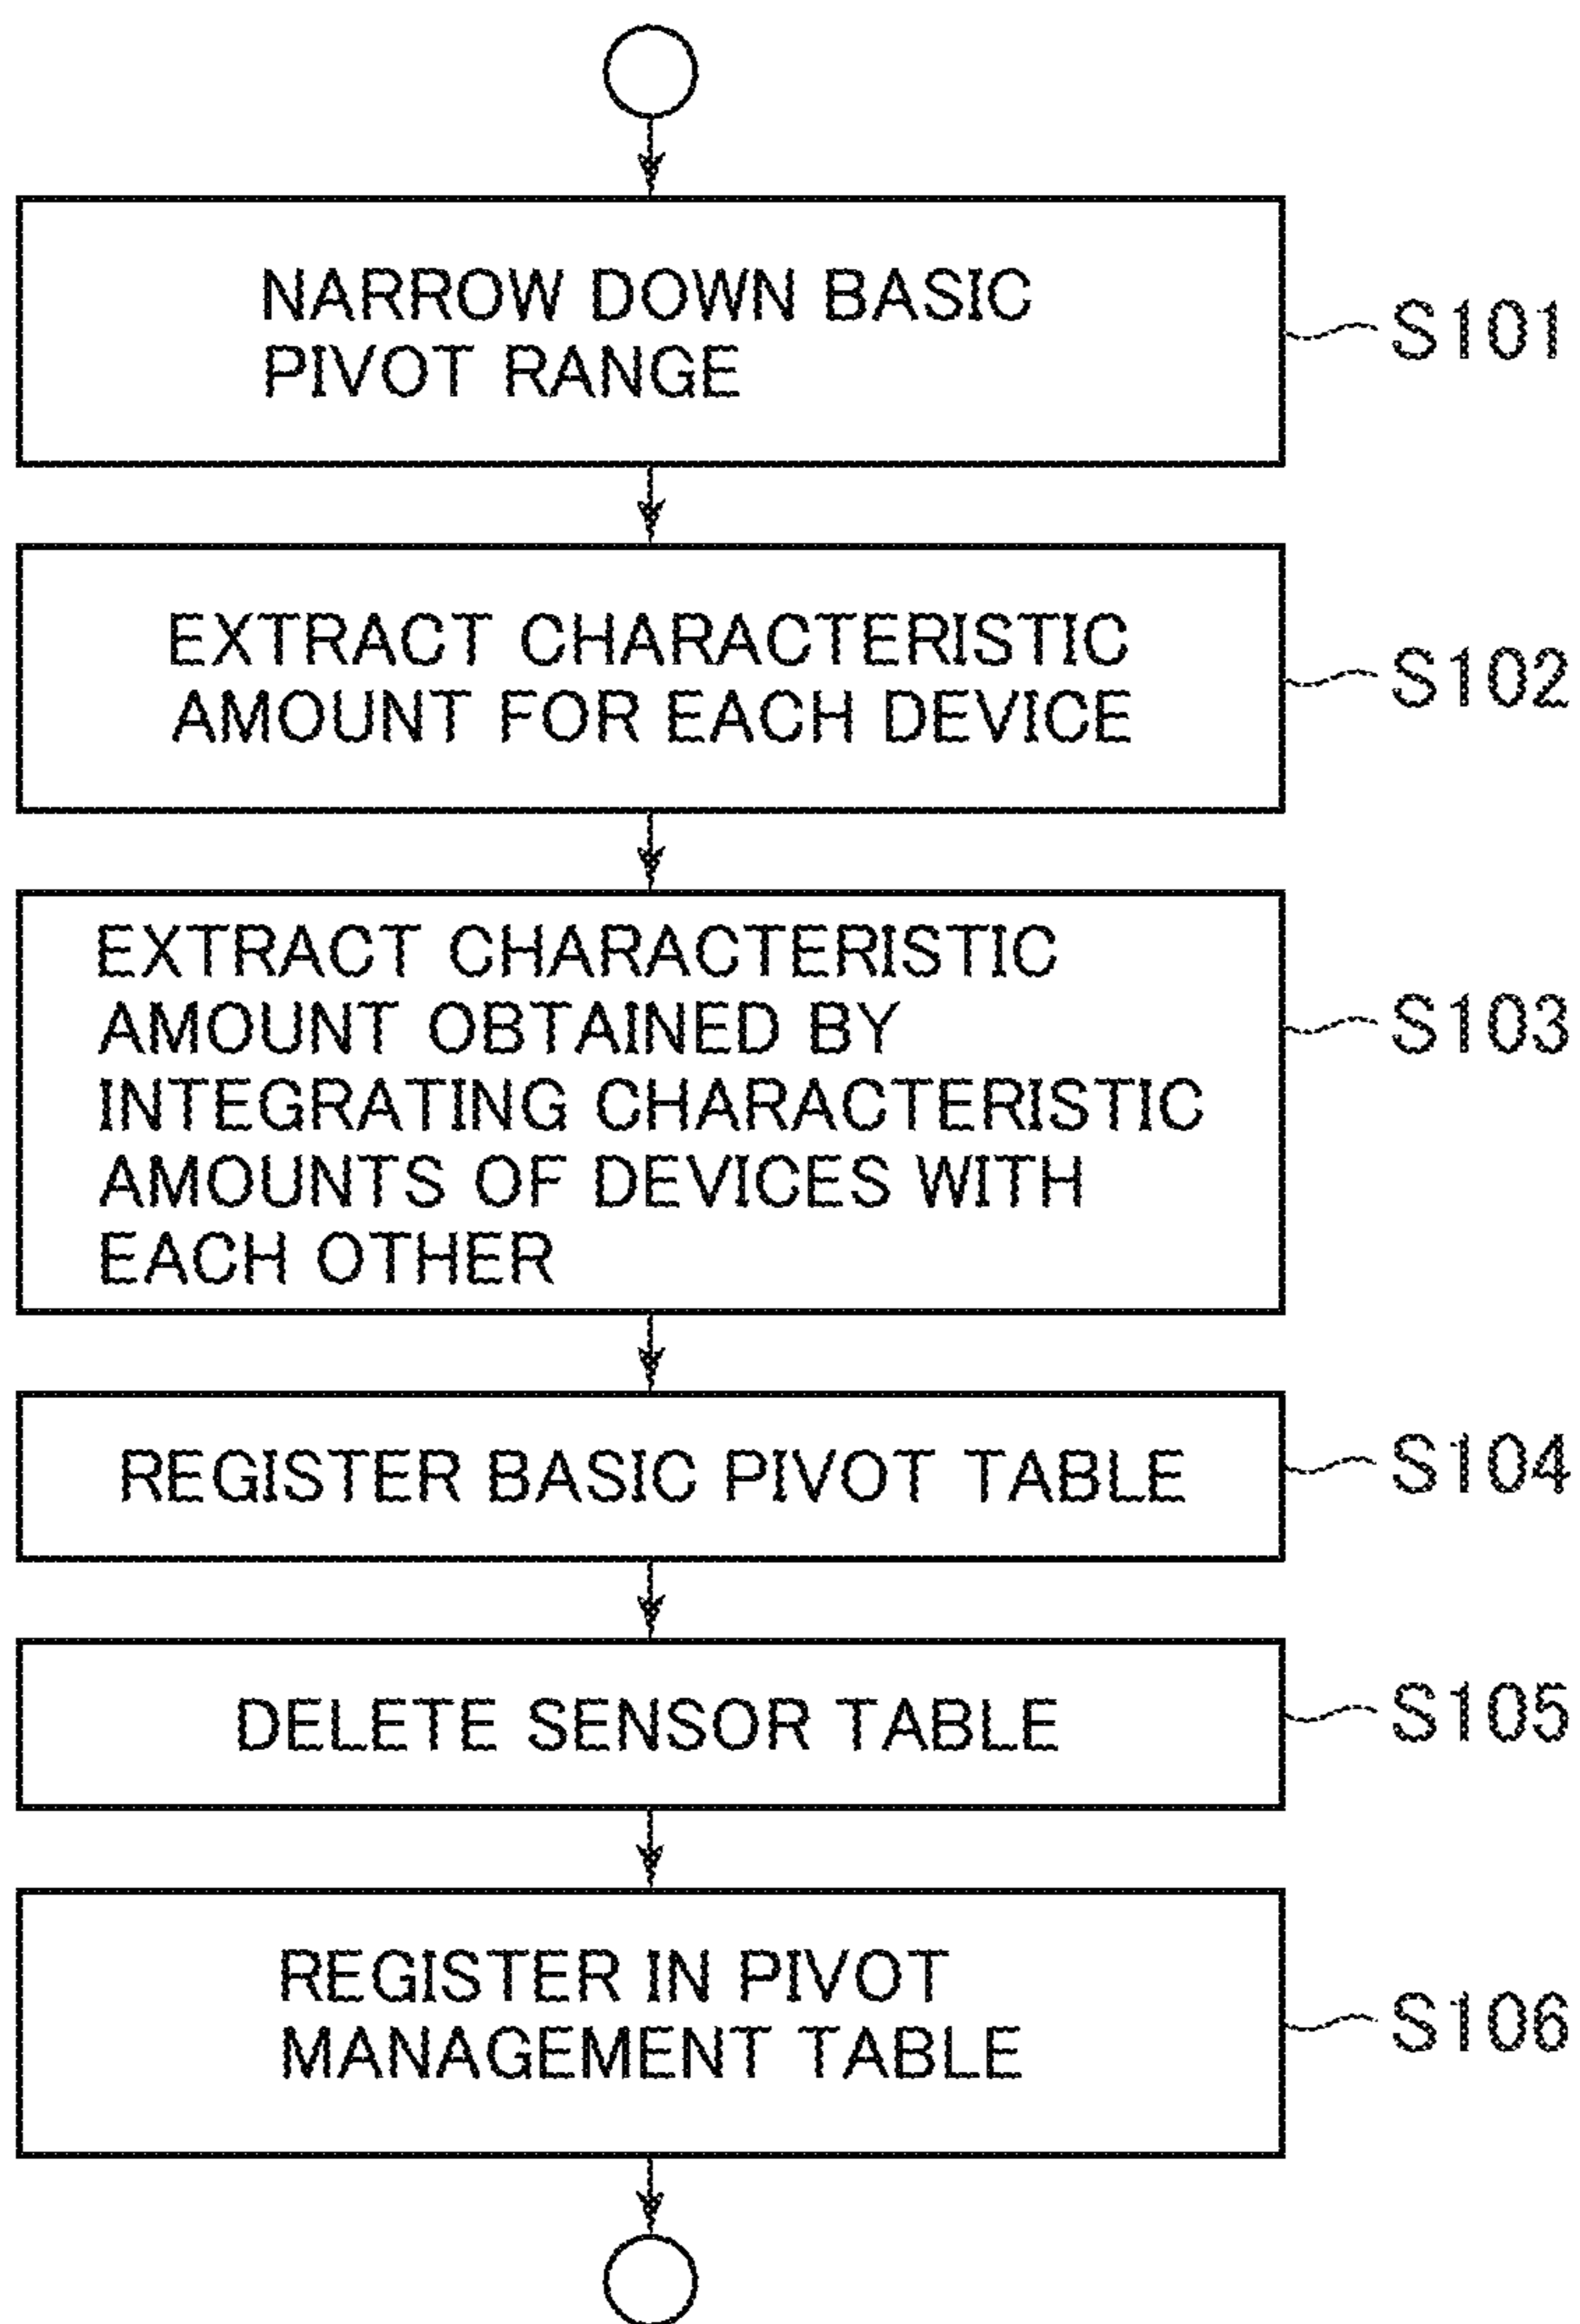 NARROW DOWN BASIC
PIVOT RANGE
S101
EXTRACT CHARACTERISTIC
AMOUNT FOR EACH DEVICE
S102
EXTRACT CHARACTERISTIC
AMOUNT OBTAINED BY
INTEGRATING CHARACTERISTIC
AMOUNTS OF DEVICES WITH
EACH OTHER
S103
REGISTER BASIC PIVOT TABLE
S104
DELETE SENSOR TABLE
S105
REGISTER IN PIVOT
MANAGEMENT TABLE
S106